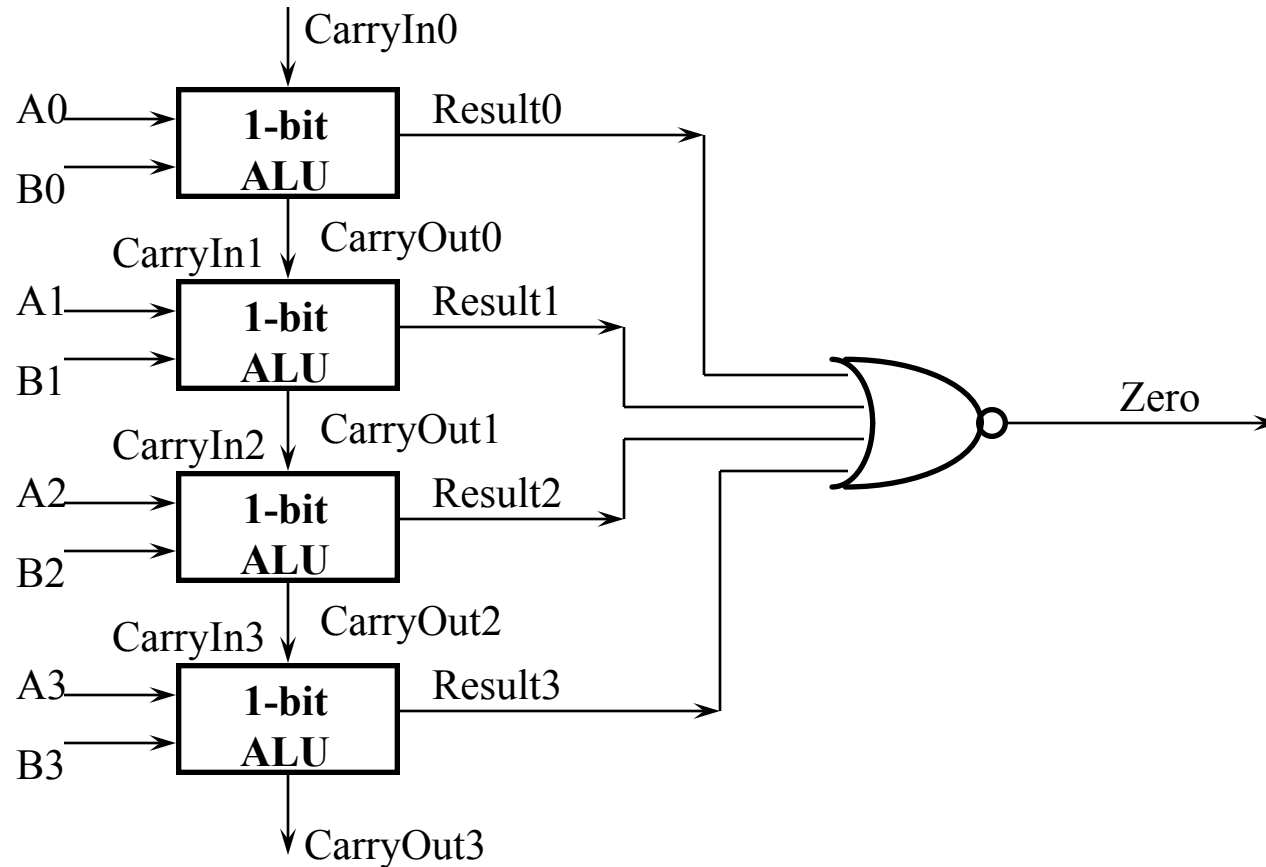 CarryIn0
A0
1-bit
ALU
Result0
B0
CarryIn1
CarryOut0
A1
1-bit
ALU
Result1
B1
CarryIn2
CarryOut1
Zero
A2
1-bit
ALU
Result2
B2
CarryIn3
CarryOut2
A3
1-bit
ALU
Result3
B3
CarryOut3